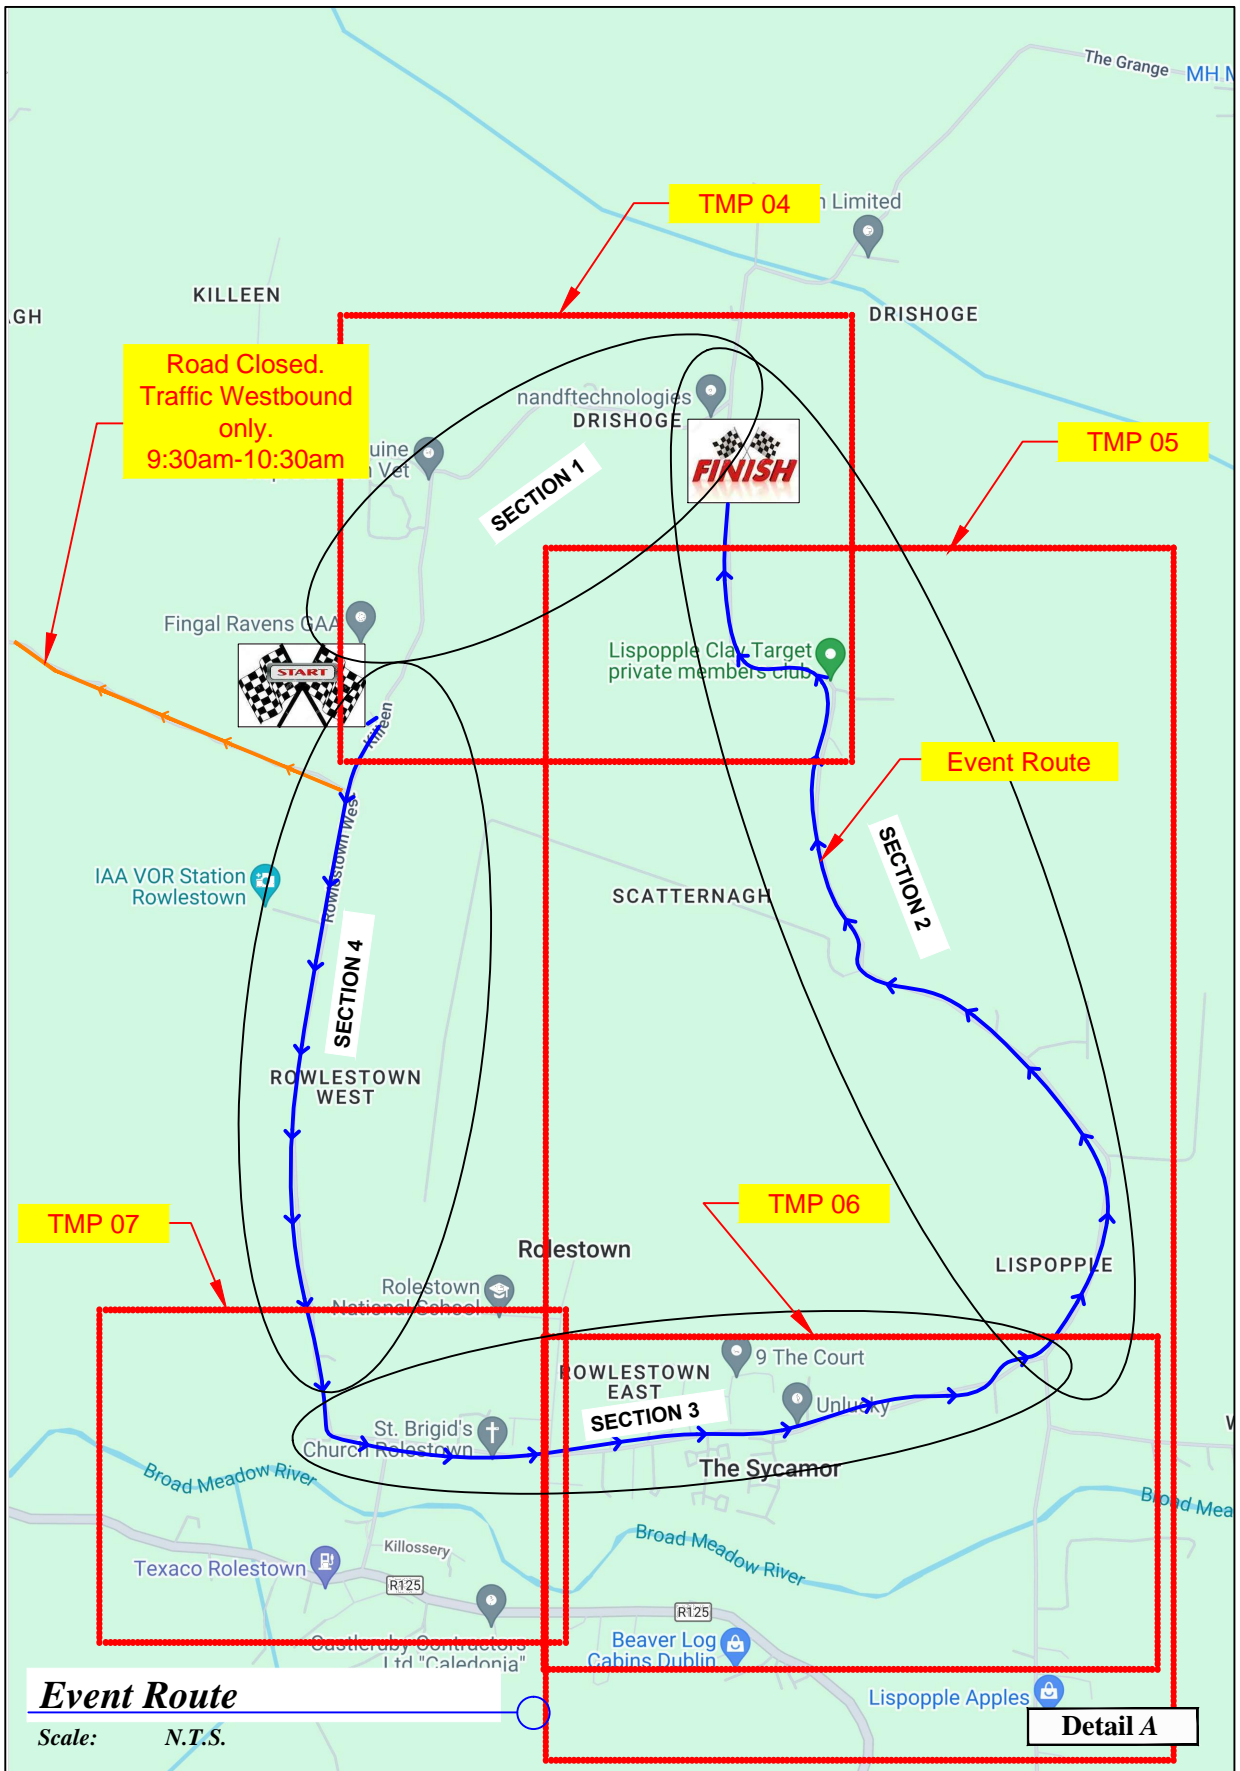 The Grange
MH
TMP 04
Limited
KILLEEN
GH
DRISHOGE
Road Closed.
Traffic Westbound
only.
9:30am-10:30am
nandftechnologies
DRISHOGE
TMP 05
uine
Vet
FINISH
SECTION 1
Fingal Ravens GAA
START
Lispopple Clay Target
private members club
Killeen
Event Route
Rowlestown Wes
Rowlestown West
IAA VOR Station
Rowlestown
SCATTERNAGH
SECTION 2
SECTION 4
ROWLESTOWN
WEST
TMP 07
TMP 06
Rolestown
LISPOPPLE
Rolestown
National School
9 The Court
ROWLESTOWN
EAST
Unlucky
SECTION 3
St. Brigid's
Church Rolestown
The Sycamor
Broad Meadow River
Broad Mea
Broad Meadow River
Killossery
Texaco Rolestown
R125
R125
Castleruby Contractors
Ltd "Caledonia"
Beaver Log
Cabins Dublin
Lispopple Apples
Event Route
Scale: N.T.S.
Detail A